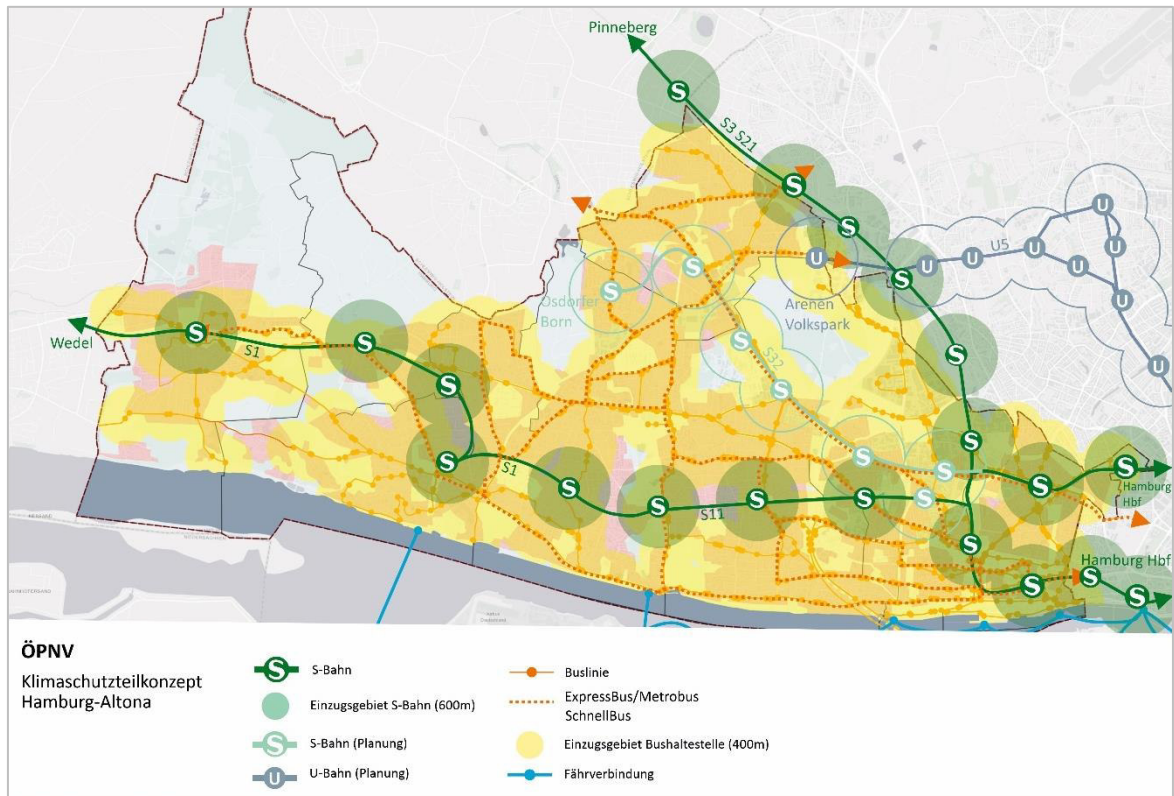 Pinneberg
S3 S21
U5
Osdorfer
Born
Arenen
Volkspark
Wedel
S1
S32
S1
S11
Hamburg
Hbf
Hamburg Hbf
ÖPNV
Klimaschutzteilkonzept
Hamburg-Altona
S S-Bahn
Einzugsgebiet S-Bahn (600m)
S S-Bahn (Planung)
U U-Bahn (Planung)
Buslinie
ExpressBus/Metrobus
SchnellBus
Einzugsgebiet Bushaltestelle (400m)
Fährverbindung